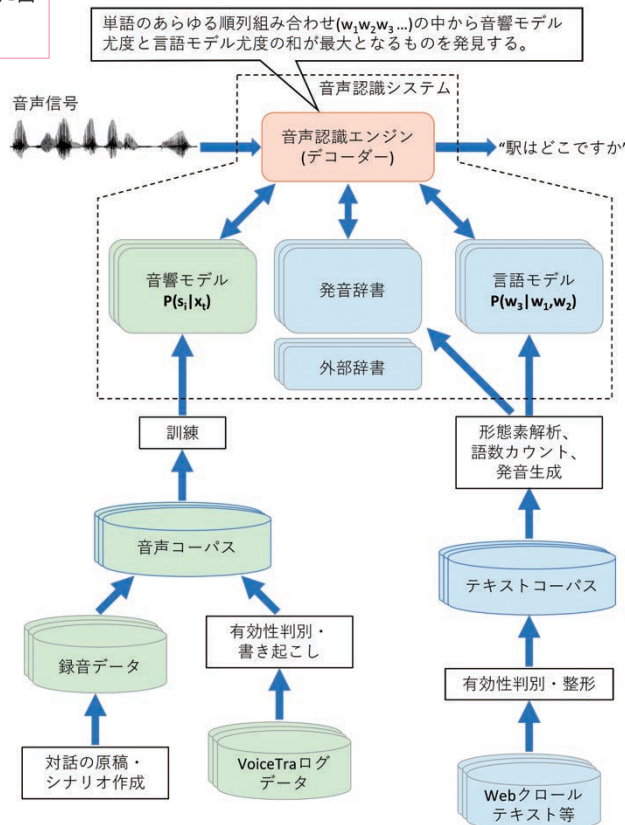 単語のあらゆる順列組み合わせ(w₁w₂w₃ ...)の中から音響モデル
尤度と言語モデル尤度の和が最大となるものを発見する。
音声認識システム
音声信号
音声認識エンジン
(デコーダー)
“駅はどこですか”
音響モデル
P(sᵢ|xₜ)
発音辞書
言語モデル
P(w₃|w₁,w₂)
外部辞書
訓練
形態素解析、
語数カウント、
発音生成
音声コーパス
テキストコーパス
録音データ
有効性判別・
書き起こし
有効性判別・整形
対話の原稿・
シナリオ作成
VoiceTraログ
データ
Webクロール
テキスト等